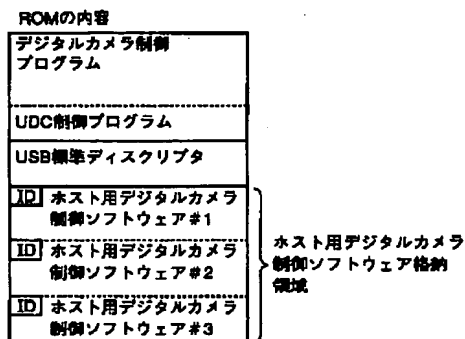 ROMの内容
デジタルカメラ制御
プログラム
UDC制御プログラム
USB標準ディスクリプタ
ID ホスト用デジタルカメラ
制御ソフトウェア#1
ID ホスト用デジタルカメラ
制御ソフトウェア#2
ID ホスト用デジタルカメラ
制御ソフトウェア#3
ホスト用デジタルカメラ
制御ソフトウェア格納
領域